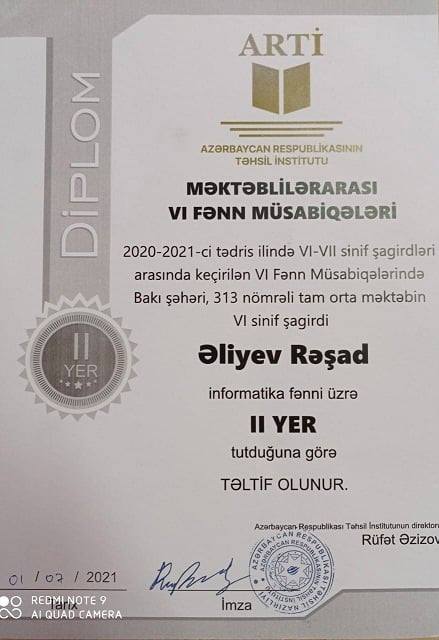 ARTİ
AZƏRBAYCAN RESPUBLİKASININ
TƏHSİL İNSTİTUTU
DİPLOM
MƏKTƏBLİLƏRARASI
VI FƏNN MÜSABİQƏLƏRİ
2020-2021-ci tədris ilində VI-VII sinif şagirdləri
arasında keçirilən VI Fənn Müsabiqələrində
Bakı şəhəri, 313 nömrəli tam orta məktəbin
VI sinif şagirdi
Əliyev Rəşad
II
YER
informatika fənni üzrə
II YER
tutduğuna görə
TƏLTİF OLUNUR.
Azərbaycan Respublikası Təhsil İnstitutunun direktoru
Rüfət Əzizov
01 / 07 / 2021
Tarix
İmza
REDMI NOTE 9
AI QUAD CAMERA